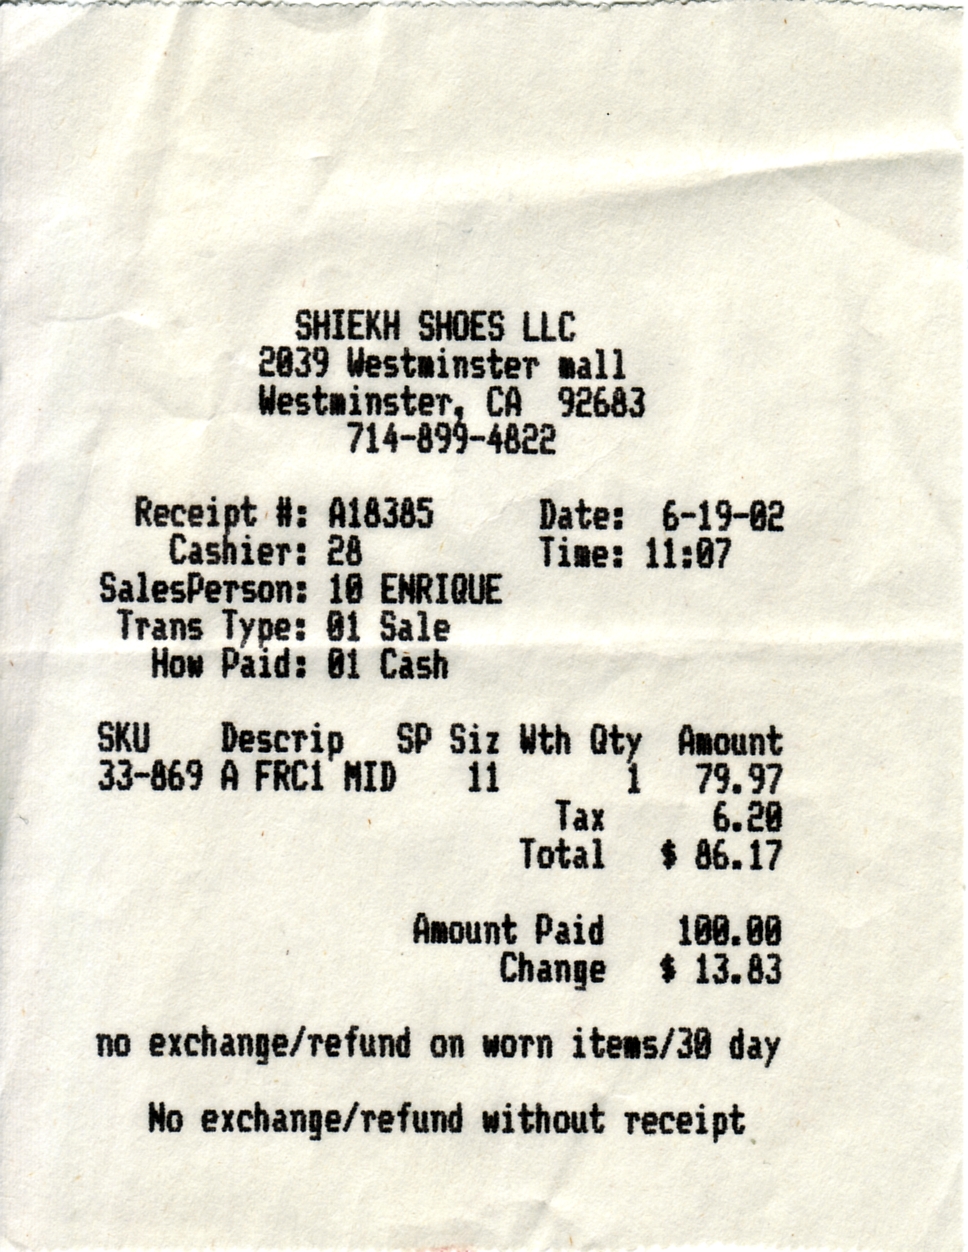 SHIEKH SHOES LLC
2039 Westminster mall
Westminster, CA 92683
714-899-4822
Receipt #: A18385 Date: 6-19-02
Cashier: 28 Time: 11:07
SalesPerson: 10 ENRIQUE
Trans Type: 01 Sale
How Paid: 01 Cash
SKU Descrip SP Siz Wth Qty Amount
33-869 A FRC1 MID 11 1 79.97
Tax 6.20
Total $ 86.17
Amount Paid 100.00
Change $ 13.83
no exchange/refund on worn items/30 day
No exchange/refund without receipt